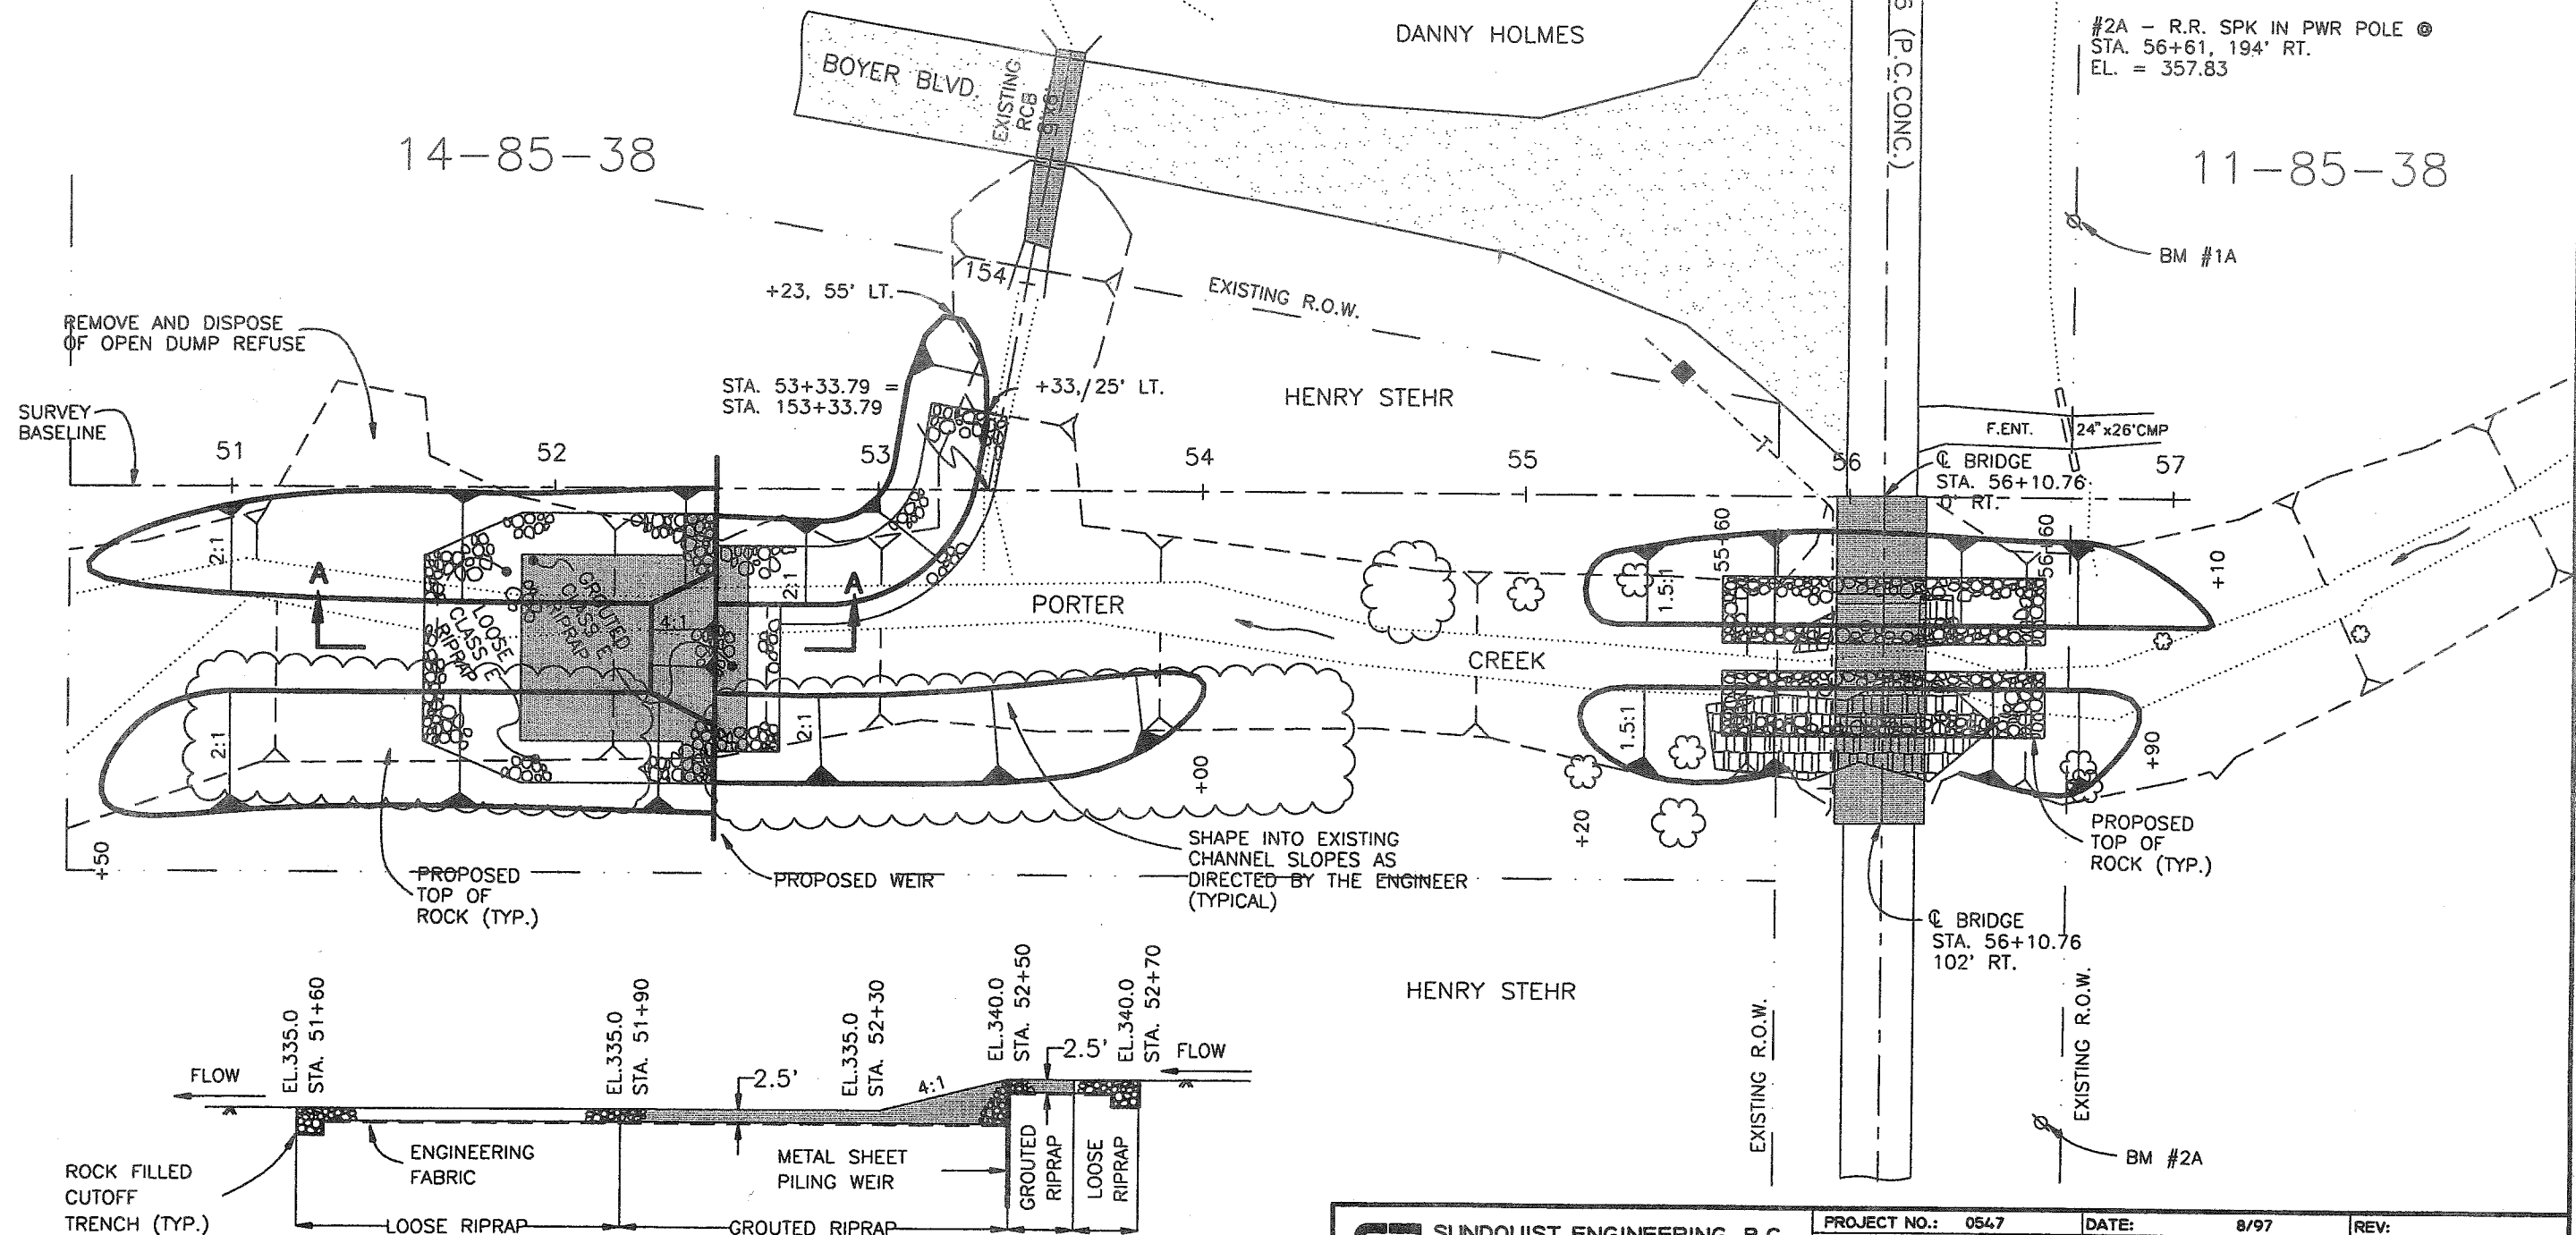 DANNY HOLMES
#2A - R.R. SPK IN PWR POLE @
STA. 56+61, 194' RT.
EL. = 357.83
BOYER BLVD.
EXISTING
RCB
(P.C.CONC.)
14-85-38
11-85-38
BM #1A
154
+23, 55' LT.
EXISTING R.O.W.
REMOVE AND DISPOSE
OF OPEN DUMP REFUSE
STA. 53+33.79 =
STA. 153+33.79
+33, 25' LT.
HENRY STEHR
SURVEY
BASELINE
F.ENT.
24"x26'CMP
51
52
53
54
55
56
57
℄ BRIDGE
STA. 56+10.76
0' RT.
55-60
56-60
+10
2:1
2:1
1.5:1
A
A
GROUTED
CLASS E
RIPRAP
LOOSE
CLASS E
RIPRAP
4:1
PORTER
CREEK
2:1
2:1
1.5:1
+00
+20
+90
+50
PROPOSED
TOP OF
ROCK (TYP.)
PROPOSED WEIR
SHAPE INTO EXISTING
CHANNEL SLOPES AS
DIRECTED BY THE ENGINEER
(TYPICAL)
PROPOSED
TOP OF
ROCK (TYP.)
℄ BRIDGE
STA. 56+10.76
102' RT.
HENRY STEHR
EXISTING R.O.W.
EXISTING R.O.W.
BM #2A
EL.335.0
STA. 51+60
EL.335.0
STA. 51+90
EL.335.0
STA. 52+30
EL.340.0
STA. 52+50
EL.340.0
STA. 52+70
FLOW
2.5'
4:1
2.5'
FLOW
ROCK FILLED
CUTOFF
TRENCH (TYP.)
ENGINEERING
FABRIC
METAL SHEET
PILING WEIR
GROUTED
RIPRAP
LOOSE
RIPRAP
LOOSE RIPRAP
GROUTED RIPRAP
SUNDQUIST ENGINEERING, P.C.
PROJECT NO.: 0547
DATE: 8/97
REV: